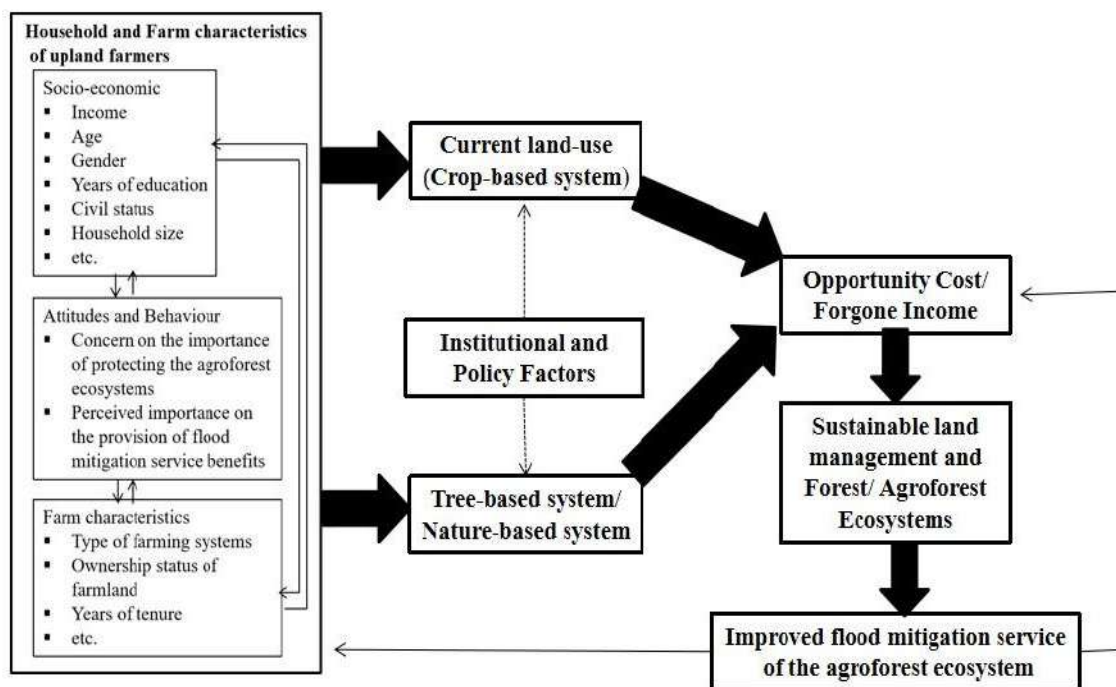 Household and Farm characteristics
of upland farmers
Socio-economic
▪ Income
▪ Age
▪ Gender
▪ Years of education
▪ Civil status
▪ Household size
▪ etc.
Attitudes and Behaviour
▪ Concern on the importance
of protecting the agroforest
ecosystems
▪ Perceived importance on
the provision of flood
mitigation service benefits
Farm characteristics
▪ Type of farming systems
▪ Ownership status of
farmland
▪ Years of tenure
▪ etc.
Current land-use
(Crop-based system)
Institutional and
Policy Factors
Tree-based system/
Nature-based system
Opportunity Cost/
Forgone Income
Sustainable land
management and
Forest/ Agroforest
Ecosystems
Improved flood mitigation service
of the agroforest ecosystem